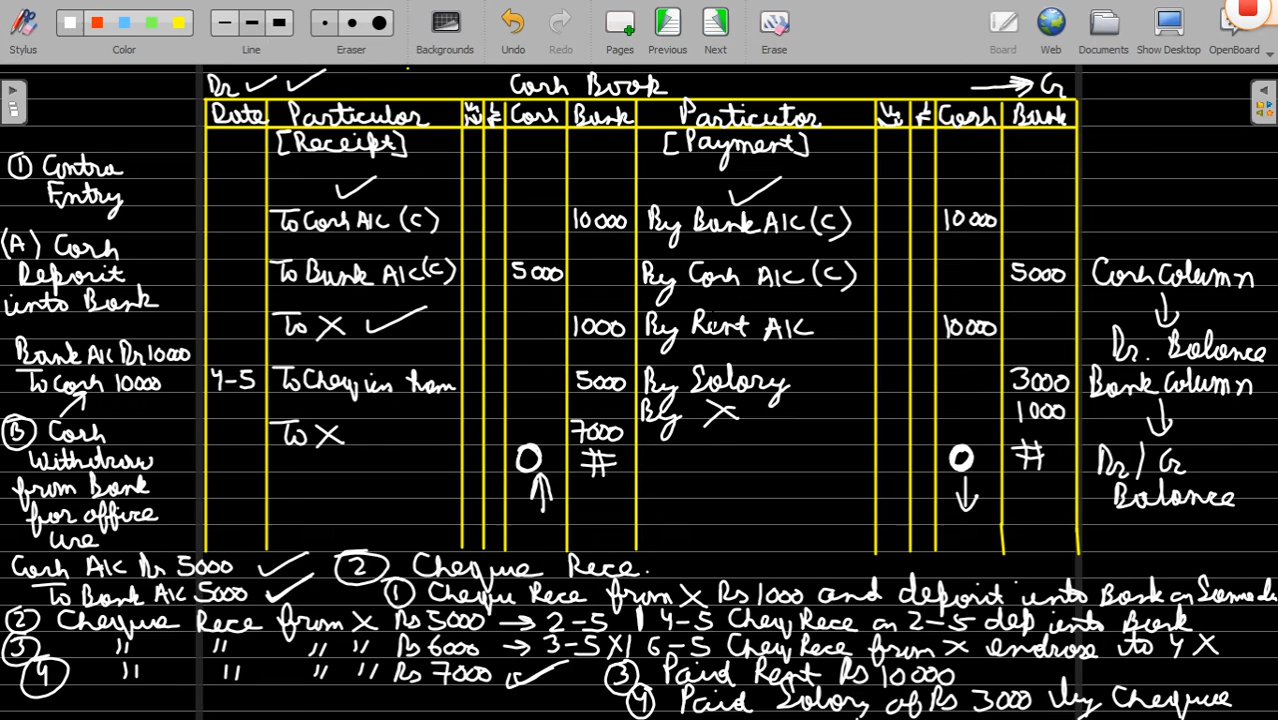 Stylus Color Line Eraser Backgrounds Undo Redo Pages Previous Next Erase Board Web Documents Show Desktop OpenBoard
Dr Cash Book Cr
Date Particular Cash Bank Particular Cash Bank
[Receipt] [Payment]
① Contra
Entry
(A) Cash
Deposit
into Bank
Bank A/C Dr 10000
To Cash 10000
Ⓑ Cash
Withdraw
from Bank
for office
use
To Cash A/C (C) 10000 By Bank A/C (C) 10000
To Bank A/C (C) 5000 By Cash A/C (C) 5000
To X 1000 By Rent A/C 10000
4-5 To Cheq in han 5000 By Salary 3000
By X 1000
To X 7000
O # O #
Cash Column
↓
Dr. Balance
Bank Column
↓
Dr / Cr
Balance
Cash A/C Dr 5000
To Bank A/C 5000
② Cheque Rece.
① Cheque Rece from X Rs 1000 and deposit into Bank on Same d
② Cheque Rece from X Rs 5000 → 2-5 | 4-5 Cheq Rece on 2-5 dep into Bank
③ " " " " Rs 6000 → 3-5 X | 6-5 Cheq Rece from X endrose to Y X
④ " " " " Rs 7000
③ Paid Rent Rs 10000
④ Paid Salary of Rs 3000 by Cheque